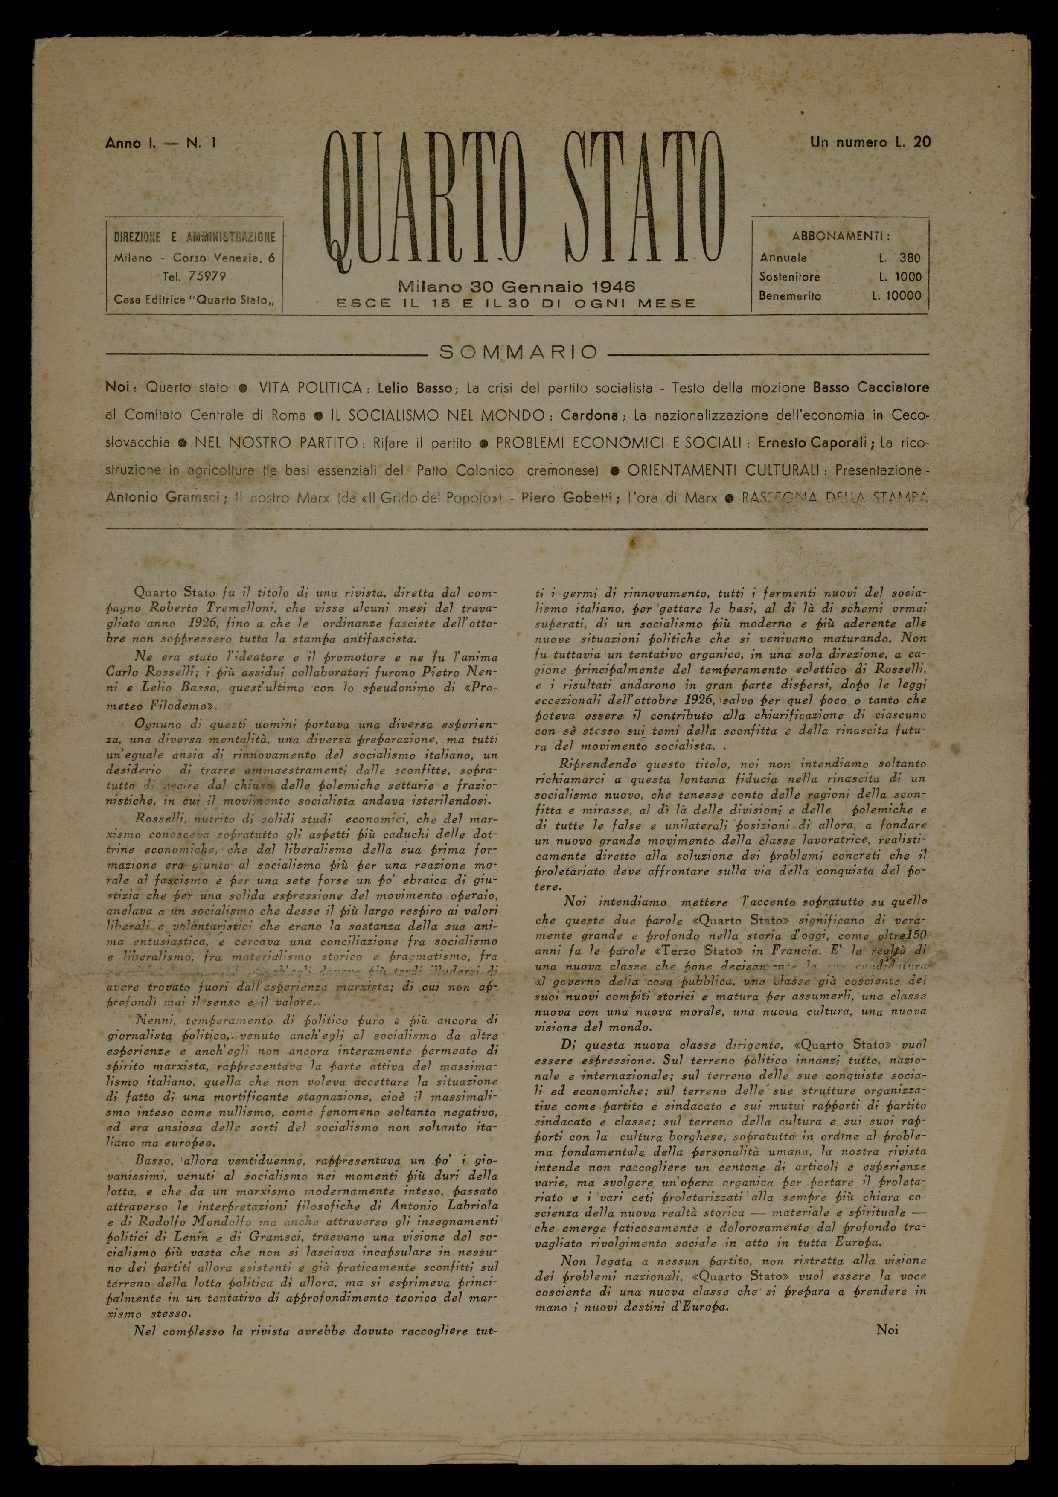 Anno I. — N. 1
QUARTO STATO
Un numero L. 20
DIREZIONE E AMMINISTRAZIONE
Milano - Corso Venezia, 6
Tel. 75979
Casa Editrice "Quarto Stato„
Milano 30 Gennaio 1946
ESCE IL 15 E IL 30 DI OGNI MESE
ABBONAMENTI:
Annuale L. 380
Sostenitore L. 1000
Benemerito L. 10000
SOMMARIO
Noi: Quarto stato ● VITA POLITICA: Lelio Basso; La crisi del partito socialista - Testo della mozione Basso Cacciatore
al Comitato Centrale di Roma ● IL SOCIALISMO NEL MONDO: Cardona; La nazionalizzazione dell'economia in Ceco-
slovacchia ● NEL NOSTRO PARTITO: Rifare il partito ● PROBLEMI ECONOMICI E SOCIALI: Ernesto Caporali; La rico-
struzione in agricoltura (le basi essenziali del Patto Colonico cremonese) ● ORIENTAMENTI CULTURALI: Presentazione -
Antonio Gramsci; Il nostro Marx (da «Il Grido del Popolo») - Piero Gobetti; L'ora di Marx ● RASSEGNA DELLA STAMPA
Quarto Stato fu il titolo di una rivista, diretta dal com-
pagno Roberto Tremelloni, che visse alcuni mesi del trava-
gliato anno 1926, fino a che le ordinanze fasciste dell'otto-
bre non soppressero tutta la stampa antifascista.
Ne era stato l'ideatore e il promotore e ne fu l'anima
Carlo Rosselli; i più assidui collaboratori furono Pietro Nen-
ni e Lelio Basso, quest'ultimo con lo speudonimo di «Pro-
meteo Filodemo».
Ognuno di questi uomini portava una diversa esperien-
za, una diversa mentalità, una diversa preparazione, ma tutti
un'eguale ansia di rinnovamento del socialismo italiano, un
desiderio di trarre ammaestramenti dalle sconfitte, sopra-
tutto di uscire dal chiuso delle polemiche settarie e frazio-
nistiche, in cui il movimento socialista andava isterilendosi.
Rosselli, nutrito di solidi studi economici, che del mar-
xismo conosceva sopratutto gli aspetti più caduchi delle dot-
trine economiche, che dal liberalismo della sua prima for-
mazione era giunto al socialismo più per una reazione mo-
rale al fascismo e per una sete forse un po' ebraica di giu-
stizia che per una solida espressione del movimento operaio,
anelava a un socialismo che desse il più largo respiro ai valori
liberali e volontaristici che erano la sostanza della sua ani-
ma entusiastica, e cercava una conciliazione fra socialismo
e liberalismo, fra materialismo storico e pragmatismo, fra
doveva più tardi illudersi di
avere trovato fuori dall'esperienza marxista; di cui non ap-
profondì mai il senso e il valore.
Nenni, temperamento di politico puro e più ancora di
giornalista politico, venuto anch'egli al socialismo da altre
esperienze e anch'egli non ancora interamente permeato di
spirito marxista, rappresentava la parte attiva del massima-
lismo italiano, quella che non voleva accettare la situazione
di fatto di una mortificante stagnazione, cioè il massimali-
smo inteso come nullismo, come fenomeno soltanto negativo,
ed era ansiosa delle sorti del socialismo non soltanto ita-
liano ma europeo.
Basso, allora ventiduenne, rappresentava un po' i gio-
vanissimi, venuti al socialismo nei momenti più duri della
lotta, e che da un marxismo modernamente inteso, passato
attraverso le interpretazioni filosofiche di Antonio Labriola
e di Rodolfo Mondolfo ma anche attraverso gli insegnamenti
politici di Lenin e di Gramsci, traevano una visione del so-
cialismo più vasta che non si lasciava incapsulare in nessu-
no dei partiti allora esistenti e già praticamente sconfitti sul
terreno della lotta politica di allora, ma si esprimeva princi-
palmente in un tentativo di approfondimento teorico del mar-
xismo stesso.
Nel complesso la rivista avrebbe dovuto raccogliere tut-
ti i germi di rinnovamento, tutti i fermenti nuovi del socia-
lismo italiano, per gettare le basi, al di là di schemi ormai
superati, di un socialismo più moderno e più aderente alle
nuove situazioni politiche che si venivano maturando. Non
fu tuttavia un tentativo organico, in una sola direzione, a ca-
gione principalmente del temperamento eclettico di Rosselli,
e i risultati andarono in gran parte dispersi, dopo le leggi
eccezionali dell'ottobre 1926, salvo per quel poco o tanto che
poteva essere il contributo alla chiarificazione di ciascuno
con sè stesso sui temi della sconfitta e della rinascita futu-
ra del movimento socialista. .
Riprendendo questo titolo, noi non intendiamo soltanto
richiamarci a questa lontana fiducia nella rinascita di un
socialismo nuovo, che tenesse conto delle ragioni della scon-
fitta e mirasse, al di là delle divisioni e delle polemiche e
di tutte le false e unilaterali posizioni di allora, a fondare
un nuovo grande movimento della classe lavoratrice, realisti-
camente diretto alla soluzione dei problemi concreti che il
proletariato deve affrontare sulla via della conquista del po-
tere.
Noi intendiamo mettere l'accento sopratutto su quello
che queste due parole «Quarto Stato» significano di vera-
mente grande e profondo nella storia d'oggi, come oltre150
anni fa le parole «Terzo Stato» in Francia. E' la realtà di
una nuova classe che pone decisamente la sua candidatura
al governo della cosa pubblica, una classe già cosciente dei
suoi nuovi compiti storici e matura per assumerli, una classe
nuova con una nuova morale, una nuova cultura, una nuova
visione del mondo.
Di questa nuova classe dirigente, «Quarto Stato» vuol
essere espressione. Sul terreno politico innanzi tutto, nazio-
nale e internazionale; sul terreno delle sue conquiste socia-
li ed economiche; sul terreno delle sue strutture organizza-
tive come partito e sindacato e sui mutui rapporti di partito
sindacato e classe; sul terreno della cultura e sui suoi rap-
porti con la cultura borghese, sopratutto in ordine al proble-
ma fondamentale della personalità umana, la nostra rivista
intende non raccogliere un centone di articoli e esperienze
varie, ma svolgere un'opera organica per portare il proleta-
riato e i vari ceti proletarizzati alla sempre più chiara co-
scienza della nuova realtà storica — materiale e spirituale —
che emerge faticosamente e dolorosamente dal profondo tra-
vagliato rivolgimento sociale in atto in tutta Europa.
Non legata a nessun partito, non ristretta alla visione
dei problemi nazionali, «Quarto Stato» vuol essere la voce
cosciente di una nuova classe che si prepara a prendere in
mano i nuovi destini d'Europa.
Noi